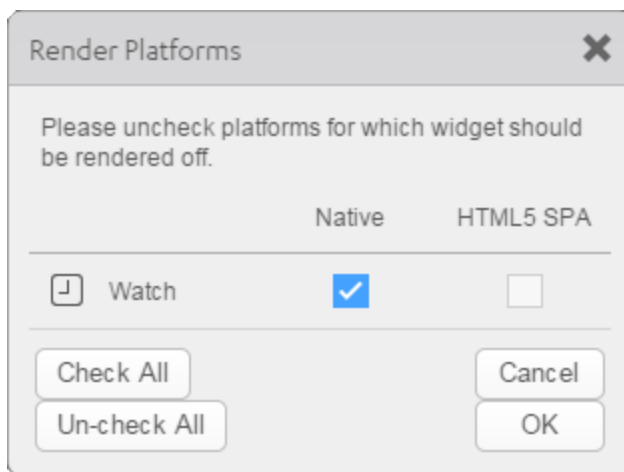 Render Platforms
Please uncheck platforms for which widget should
be rendered off.
Native HTML5 SPA
Watch
Check All Cancel
Un-check All OK